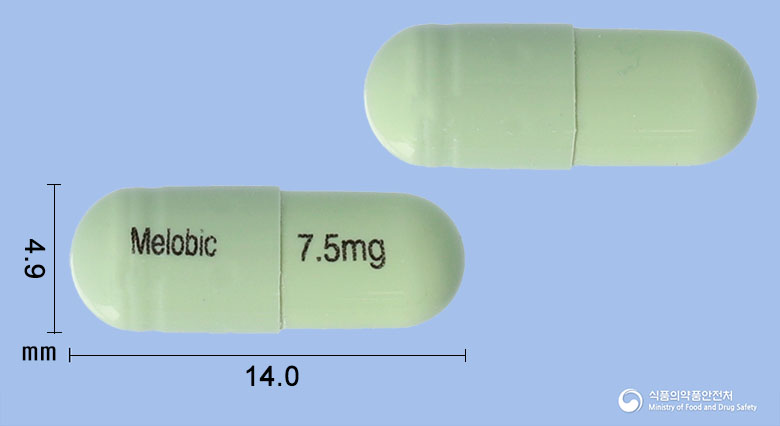 Melobic 7.5mg
4.9
mm
14.0
식품의약품안전처
Ministry of Food and Drug Safety